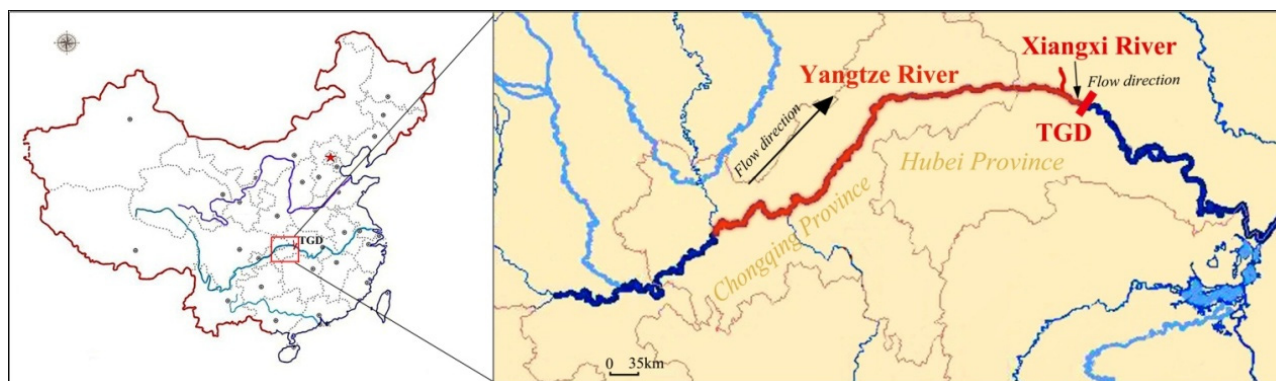 TGD
Xiangxi River
Yangtze River
Flow direction
Flow direction
TGD
Hubei Province
Chongqing Province
0 35km